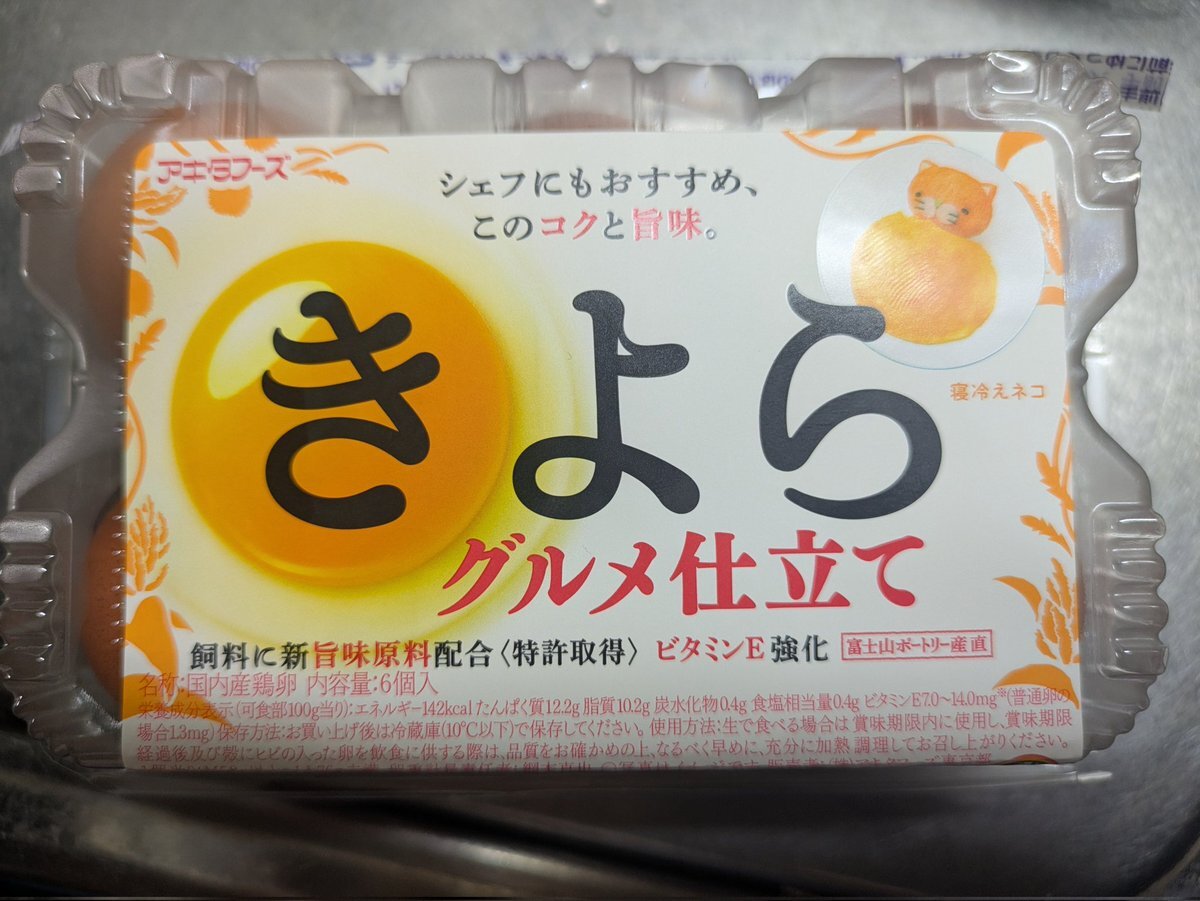 アキタフーズ
シェフにもおすすめ、
このコクと旨味。
きよら
グルメ仕立て
寝冷えネコ
飼料に新旨味原料配合〈特許取得〉 ビタミンE強化 富士山ポートリー産直
名称:国内産鶏卵 内容量:6個入
栄養成分表示(可食部100g当り):エネルギー142kcal たんぱく質12.2g 脂質10.2g 炭水化物0.4g 食塩相当量0.4g ビタミンE7.0〜14.0mg*(普通卵の
場合1.3mg)保存方法:お買い上げ後は冷蔵庫(10℃以下)で保存してください。使用方法:生で食べる場合は賞味期限内に使用し、賞味期限
経過後及び殻にヒビの入った卵を飲食に供する際は、品質をお確かめの上、なるべく早めに、充分に加熱調理してお召し上がりください。